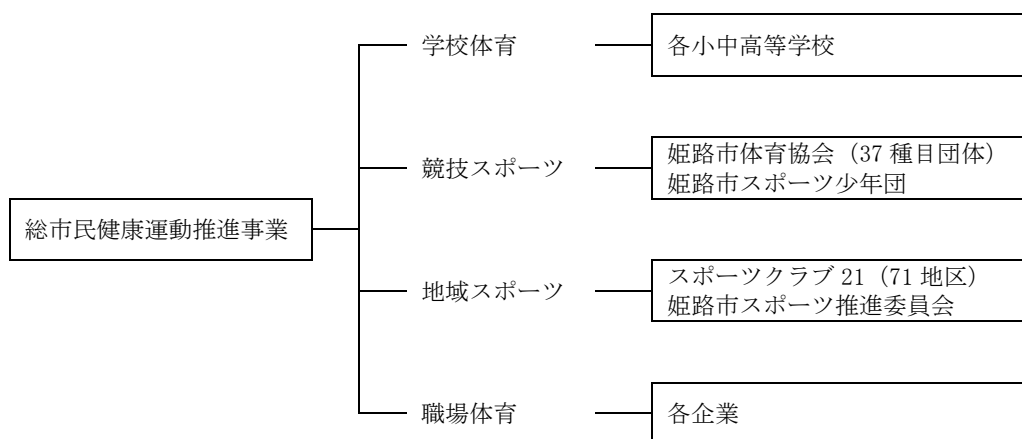 学校体育
各小中高等学校
競技スポーツ
姫路市体育協会（37 種目団体）
姫路市スポーツ少年団
総市民健康運動推進事業
地域スポーツ
スポーツクラブ 21（71 地区）
姫路市スポーツ推進委員会
職場体育
各企業